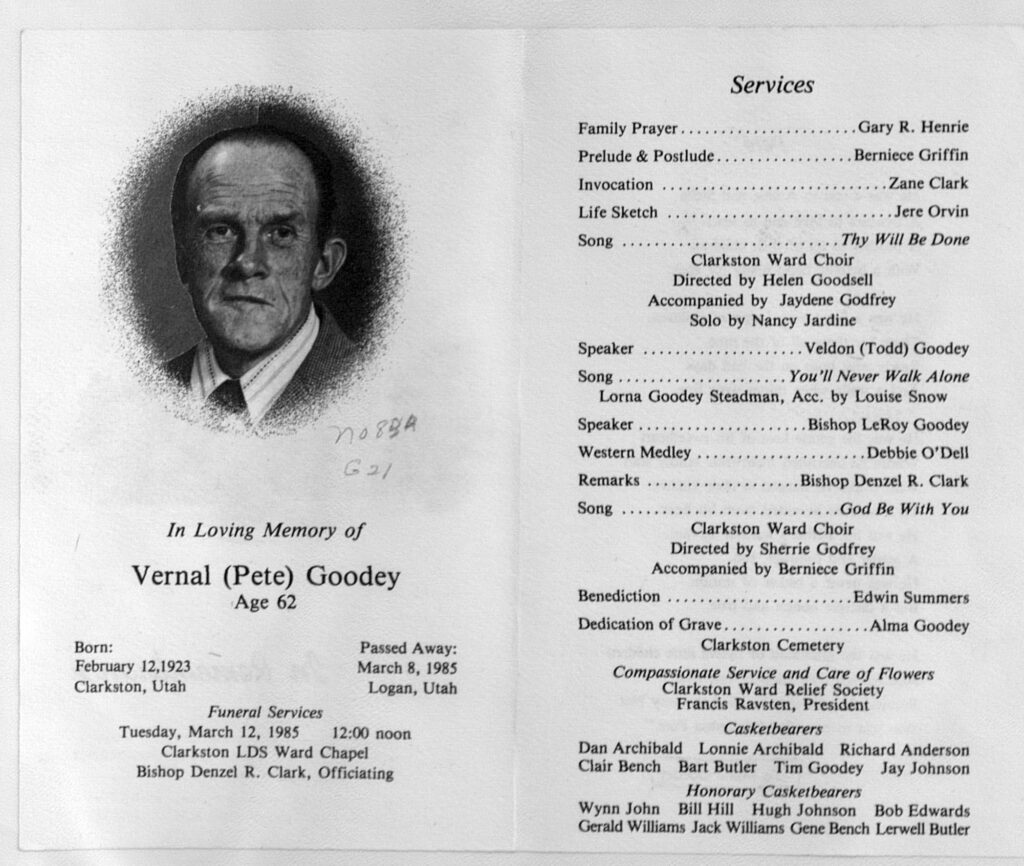 No 83A
G 21
In Loving Memory of
Vernal (Pete) Goodey
Age 62
Born:
February 12,1923
Clarkston, Utah
Passed Away:
March 8, 1985
Logan, Utah
Funeral Services
Tuesday, March 12, 1985 12:00 noon
Clarkston LDS Ward Chapel
Bishop Denzel R. Clark, Officiating
Services
Family Prayer......................Gary R. Henrie
Prelude & Postlude.................Berniece Griffin
Invocation ............................Zane Clark
Life Sketch ............................Jere Orvin
Song ...........................Thy Will Be Done
Clarkston Ward Choir
Directed by Helen Goodsell
Accompanied by Jaydene Godfrey
Solo by Nancy Jardine
Speaker ....................Veldon (Todd) Goodey
Song.....................You'll Never Walk Alone
Lorna Goodey Steadman, Acc. by Louise Snow
Speaker .....................Bishop LeRoy Goodey
Western Medley .....................Debbie O'Dell
Remarks ...................Bishop Denzel R. Clark
Song ...........................God Be With You
Clarkston Ward Choir
Directed by Sherrie Godfrey
Accompanied by Berniece Griffin
Benediction .......................Edwin Summers
Dedication of Grave..................Alma Goodey
Clarkston Cemetery
Compassionate Service and Care of Flowers
Clarkston Ward Relief Society
Francis Ravsten, President
Casketbearers
Dan Archibald Lonnie Archibald Richard Anderson
Clair Bench Bart Butler Tim Goodey Jay Johnson
Honorary Casketbearers
Wynn John Bill Hill Hugh Johnson Bob Edwards
Gerald Williams Jack Williams Gene Bench Lerwell Butler